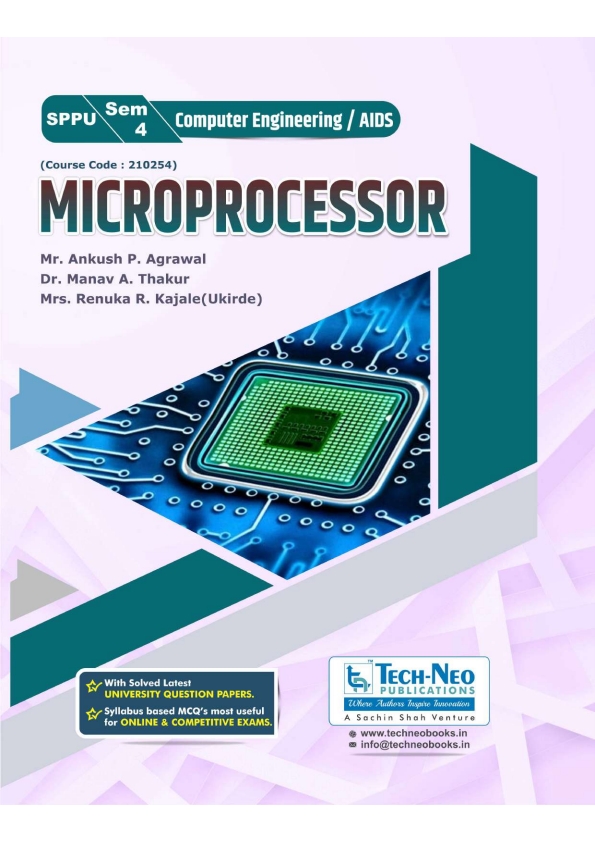 SPPU
Sem
4
Computer Engineering / AIDS
(Course Code : 210254)
MICROPROCESSOR
Mr. Ankush P. Agrawal
Dr. Manav A. Thakur
Mrs. Renuka R. Kajale(Ukirde)
With Solved Latest
UNIVERSITY QUESTION PAPERS.
Syllabus based MCQ's most useful
for ONLINE & COMPETITIVE EXAMS.
TM
TECH-NEO
PUBLICATIONS
Where Authors Inspire Innovation
A Sachin Shah Venture
www.techneobooks.in
info@techneobooks.in